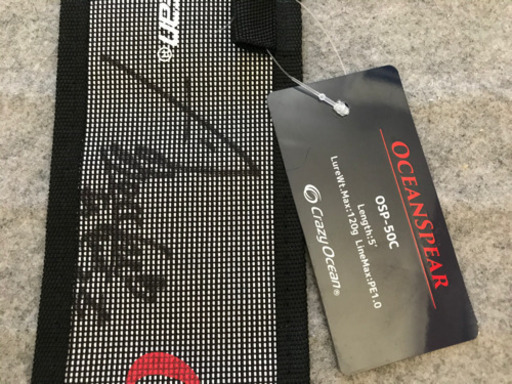 OCEANSPEAR
OSP-50C
Length:5'
LureWt.Max:120g LineMax:PE1.0
CRAZY OCEAN®